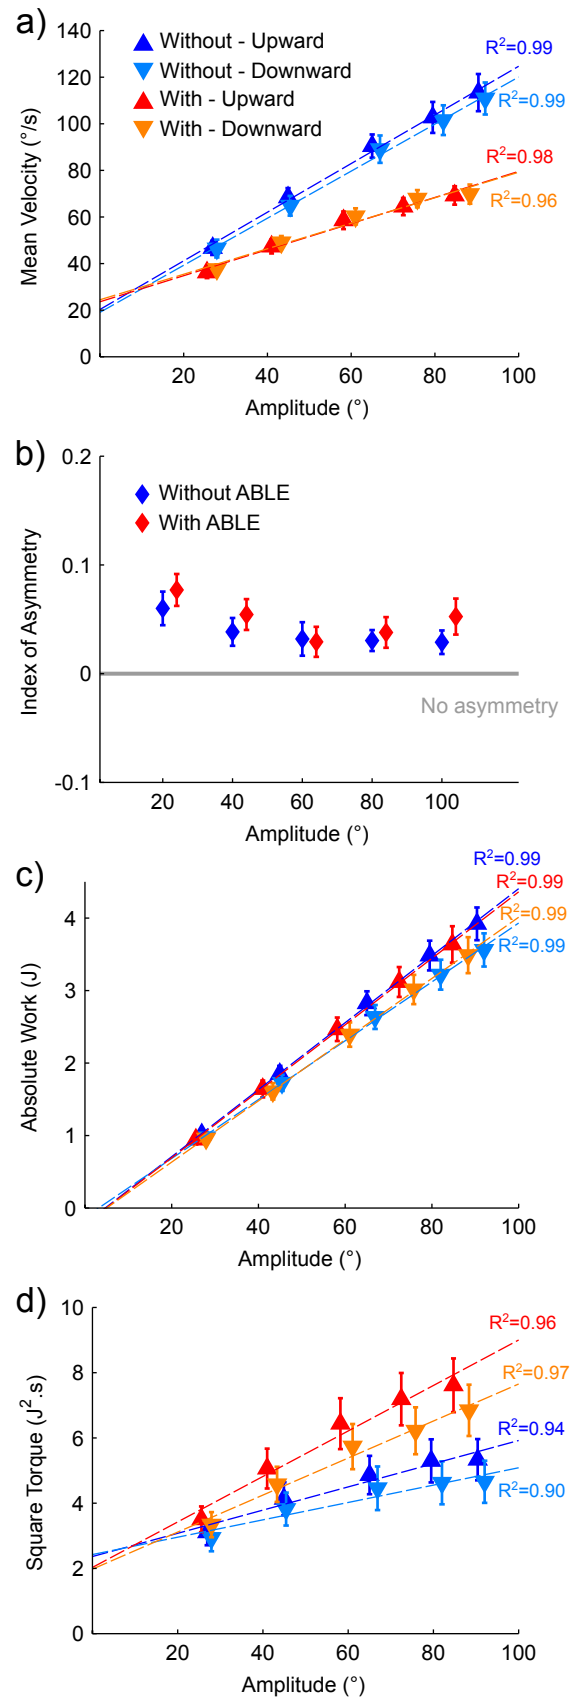 a)
Mean Velocity (°/s)
140
120
100
80
60
40
20
0
Without - Upward
Without - Downward
With - Upward
With - Downward
R²=0.99
R²=0.99
R²=0.98
R²=0.96
20 40 60 80 100
Amplitude (°)
b)
Index of Asymmetry
0.2
0.1
0
-0.1
Without ABLE
With ABLE
No asymmetry
20 40 60 80 100
Amplitude (°)
c)
Absolute Work (J)
4
3
2
1
0
R²=0.99
R²=0.99
R²=0.99
R²=0.99
20 40 60 80 100
Amplitude (°)
d)
Square Torque (J².s)
10
8
6
4
2
0
R²=0.96
R²=0.97
R²=0.94
R²=0.90
20 40 60 80 100
Amplitude (°)